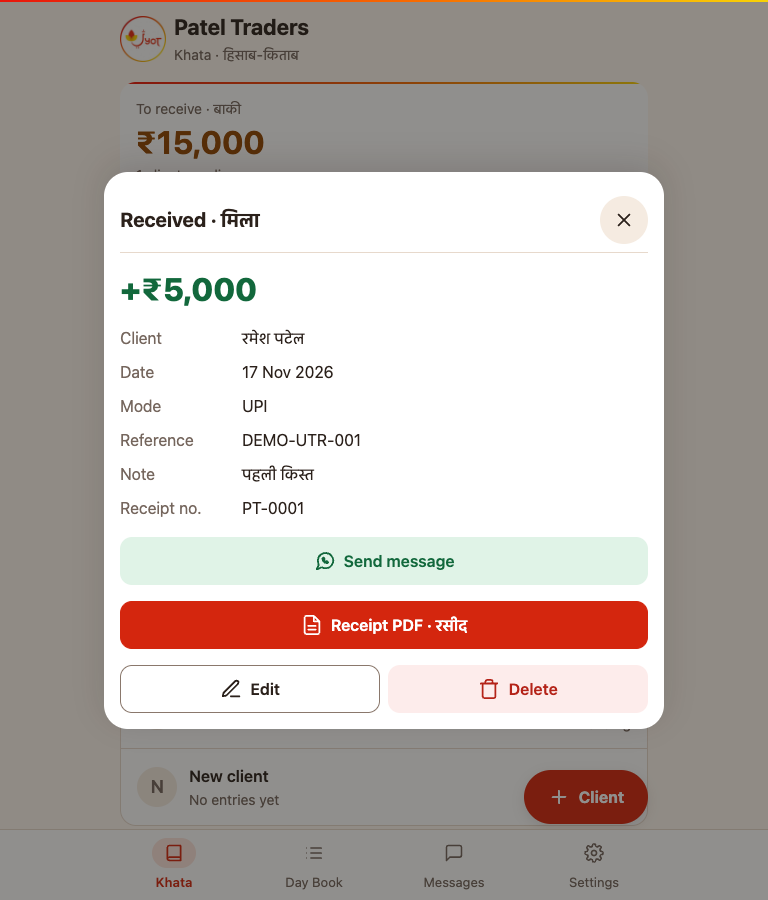 Jyot
Patel Traders
Khata · हिसाब-किताब
To receive · बाकी
₹15,000
Received · मिला
+₹5,000
Client रमेश पटेल
Date 17 Nov 2026
Mode UPI
Reference DEMO-UTR-001
Note पहली किस्त
Receipt no. PT-0001
Send message
Receipt PDF · रसीद
Edit Delete
N New client
No entries yet
Client
Khata Day Book Messages Settings